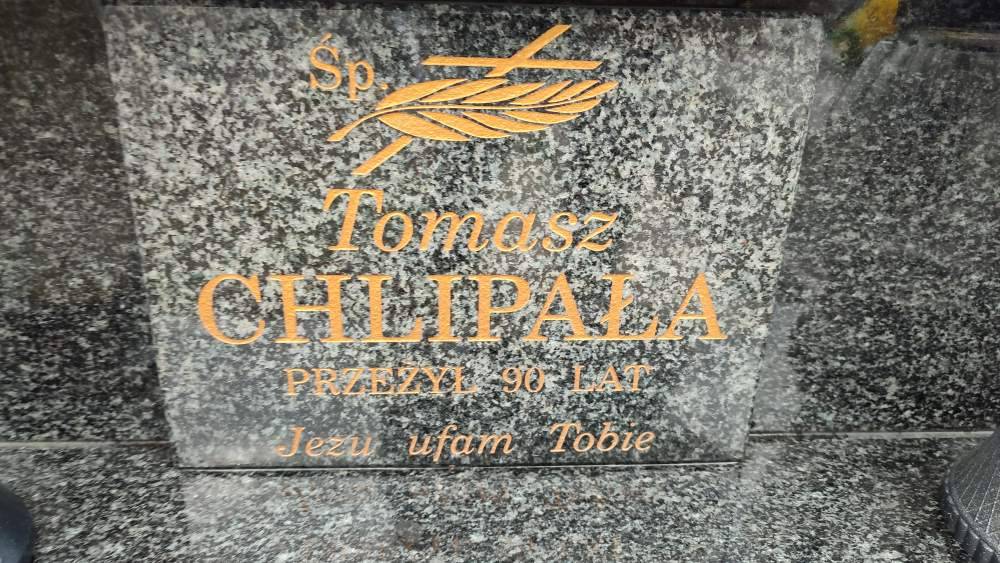 Śp.
Tomasz
CHLIPAŁA
PRZEŻYŁ 90 LAT
Jezu ufam Tobie